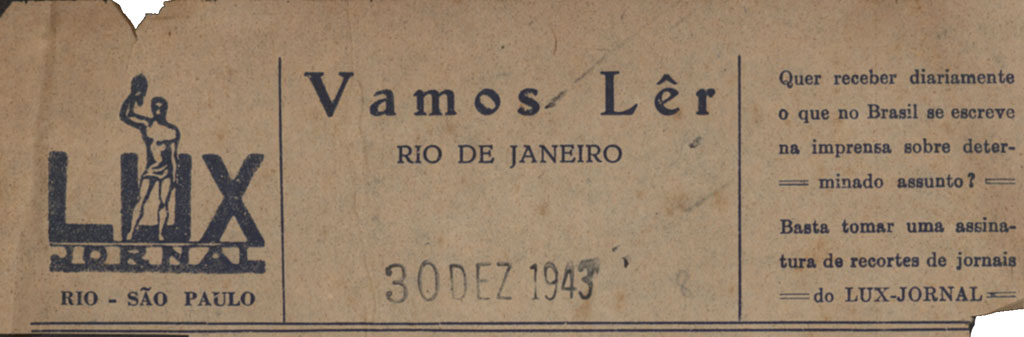 LUX
JORNAL
RIO - SÃO PAULO
Vamos Lêr
RIO DE JANEIRO
30 DEZ 1943
Quer receber diariamente
o que no Brasil se escreve
na imprensa sobre deter-
minado assunto?
Basta tomar uma assina-
tura de recortes de jornais
do LUX-JORNAL